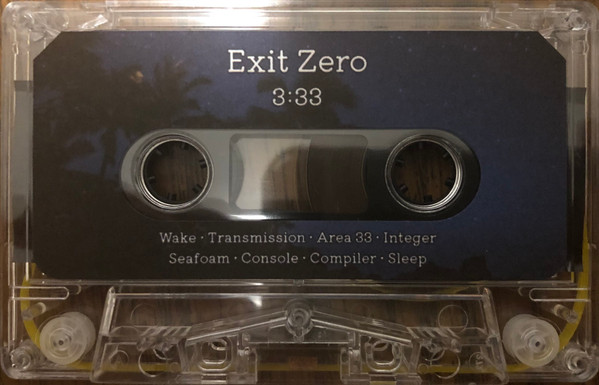 Exit Zero
3:33
Wake · Transmission · Area 33 · Integer
Seafoam · Console · Compiler · Sleep